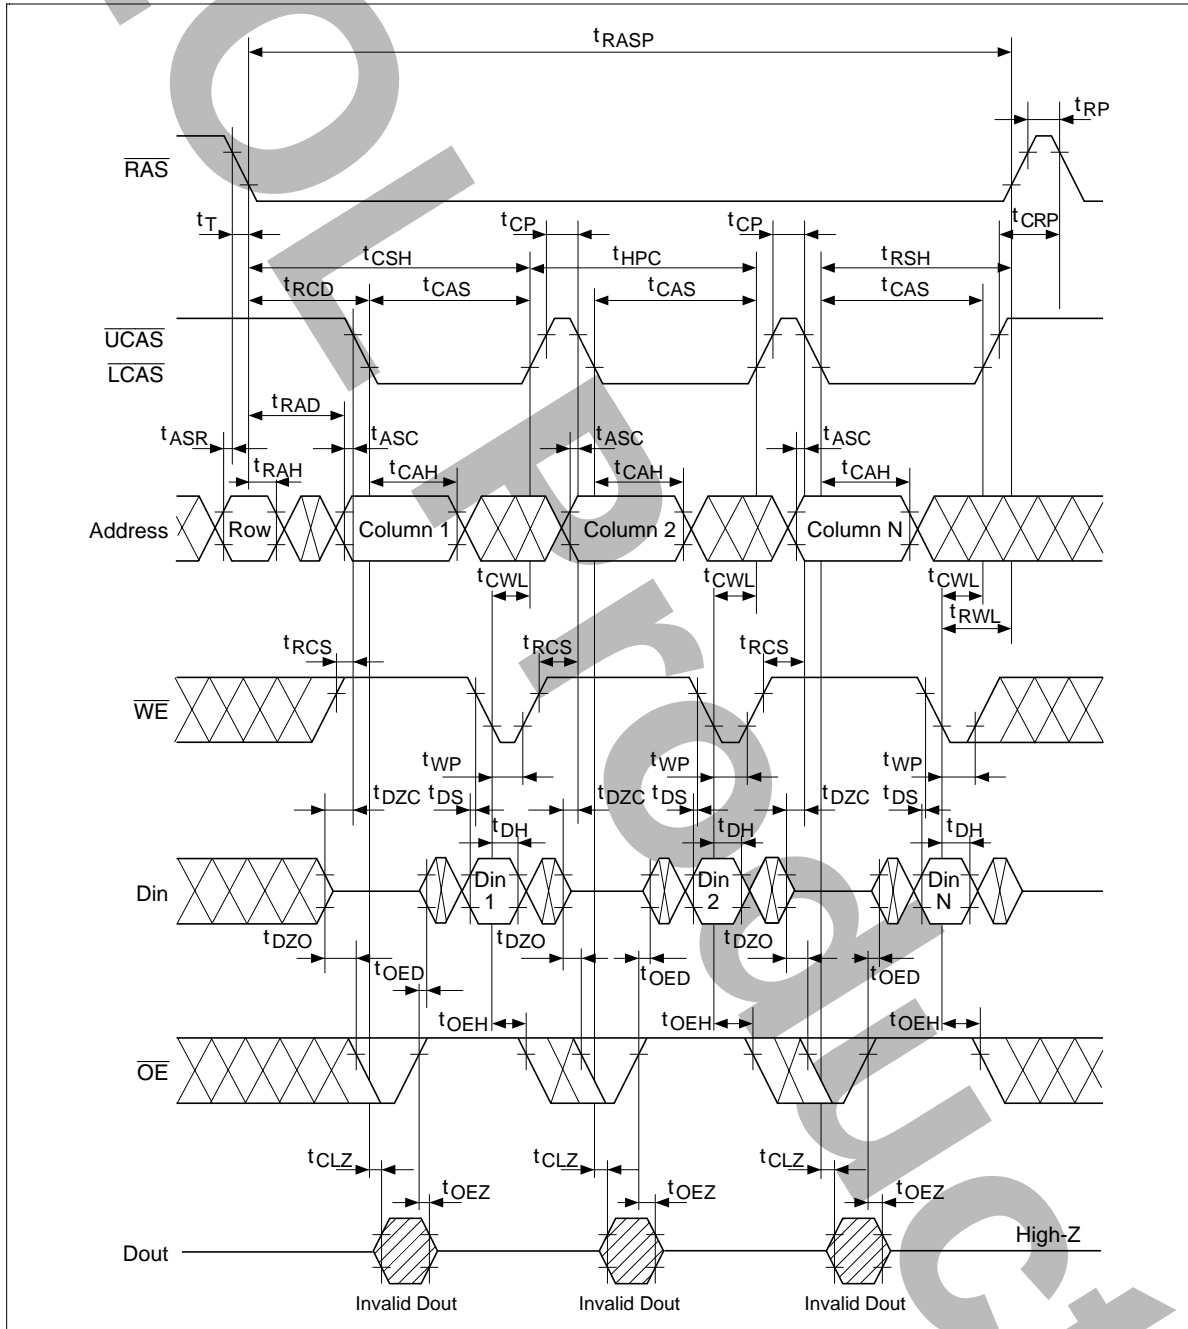 tRASP
tRP
RAS
tT
tCP
tCP
tCRP
tCSH
tHPC
tRSH
tRCD
tCAS
tCAS
tCAS
UCAS
LCAS
tRAD
tASR
tASC
tASC
tASC
tRAH
tCAH
tCAH
tCAH
Address
Row
Column 1
Column 2
Column N
tCWL
tCWL
tCWL
tRWL
tRCS
tRCS
tRCS
WE
tWP
tWP
tWP
tDZC
tDS
tDZC
tDS
tDZC
tDS
tDH
tDH
tDH
Din
Din
1
Din
2
Din
N
tDZO
tDZO
tDZO
tOED
tOED
tOED
tOEH
tOEH
tOEH
OE
tCLZ
tCLZ
tCLZ
tOEZ
tOEZ
tOEZ
Dout
High-Z
Invalid Dout
Invalid Dout
Invalid Dout
OL Product